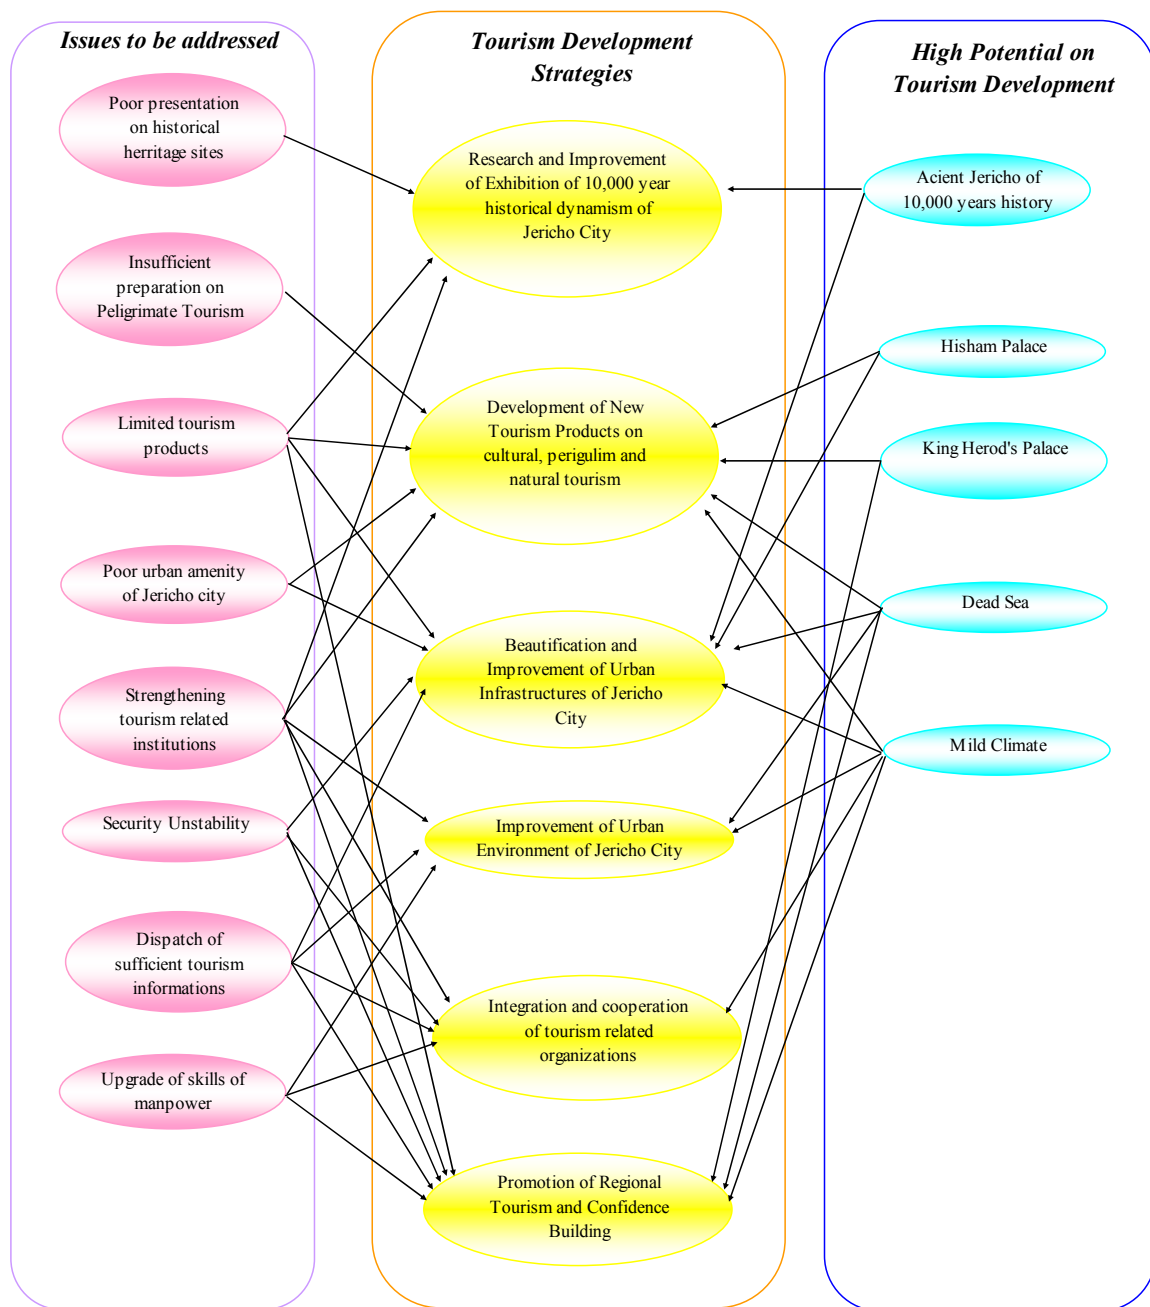 Issues to be addressed
Poor presentation
on historical
herritage sites
Insufficient
preparation on
Peligrimate Tourism
Limited tourism
products
Poor urban amenity
of Jericho city
Strengthening
tourism related
institutions
Security Unstability
Dispatch of
sufficient tourism
informations
Upgrade of skills of
manpower
Tourism Development
Strategies
Research and Improvement
of Exhibition of 10,000 year
historical dynamism of
Jericho City
Development of New
Tourism Products on
cultural, perigulim and
natural tourism
Beautification and
Improvement of Urban
Infrastructures of Jericho
City
Improvement of Urban
Environment of Jericho City
Integration and cooperation
of tourism related
organizations
Promotion of Regional
Tourism and Confidence
Building
High Potential on
Tourism Development
Acient Jericho of
10,000 years history
Hisham Palace
King Herod's Palace
Dead Sea
Mild Climate